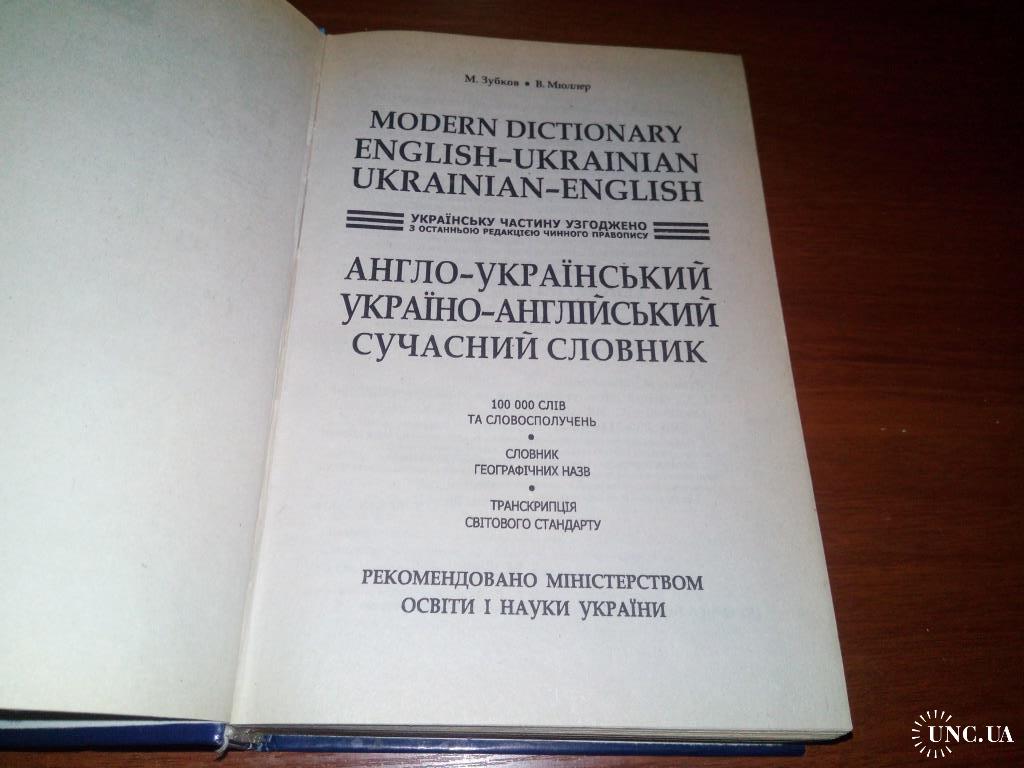 М. Зубков • В. Мюллер
MODERN DICTIONARY
ENGLISH–UKRAINIAN
UKRAINIAN–ENGLISH
УКРАЇНСЬКУ ЧАСТИНУ УЗГОДЖЕНО
З ОСТАННЬОЮ РЕДАКЦІЄЮ ЧИННОГО ПРАВОПИСУ
АНГЛО–УКРАЇНСЬКИЙ
УКРАЇНО–АНГЛІЙСЬКИЙ
СУЧАСНИЙ СЛОВНИК
100 000 СЛІВ
ТА СЛОВОСПОЛУЧЕНЬ
•
СЛОВНИК
ГЕОГРАФІЧНИХ НАЗВ
•
ТРАНСКРИПЦІЯ
СВІТОВОГО СТАНДАРТУ
РЕКОМЕНДОВАНО МІНІСТЕРСТВОМ
ОСВІТИ І НАУКИ УКРАЇНИ
UNC.UA